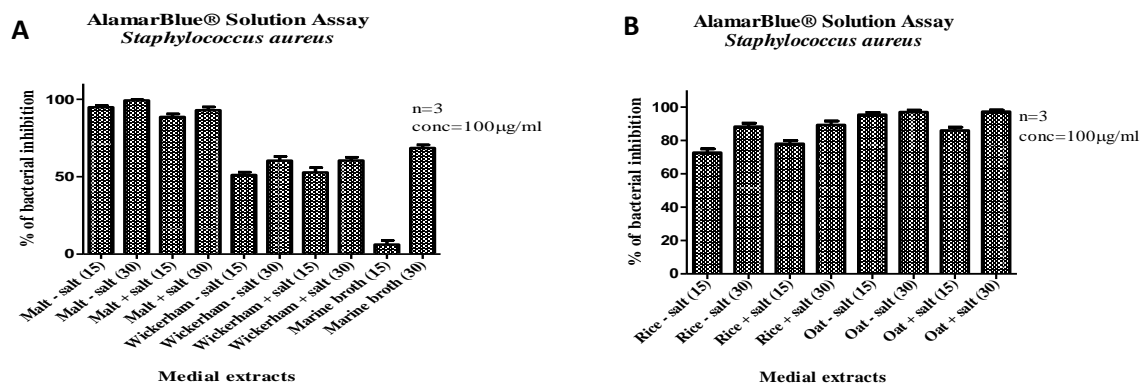 A
AlamarBlue® Solution Assay
Staphylococcus aureus
% of bacterial inhibition
100
50
0
n=3
conc=100µg/ml
Malt - salt (15)
Malt - salt (30)
Malt + salt (15)
Malt + salt (30)
Wickerham - salt (15)
Wickerham - salt (30)
Wickerham + salt (15)
Wickerham + salt (30)
Marine broth (15)
Marine broth (30)
Medial extracts
B
AlamarBlue® Solution Assay
Staphylococcus aureus
% of bacterial inbition
100
80
60
40
20
0
n=3
conc=100µg/ml
Rice - salt (15)
Rice - salt (30)
Rice + salt (15)
Rice + salt (30)
Oat - salt (15)
Oat - salt (30)
Oat + salt (15)
Oat + salt (30)
Medial extracts